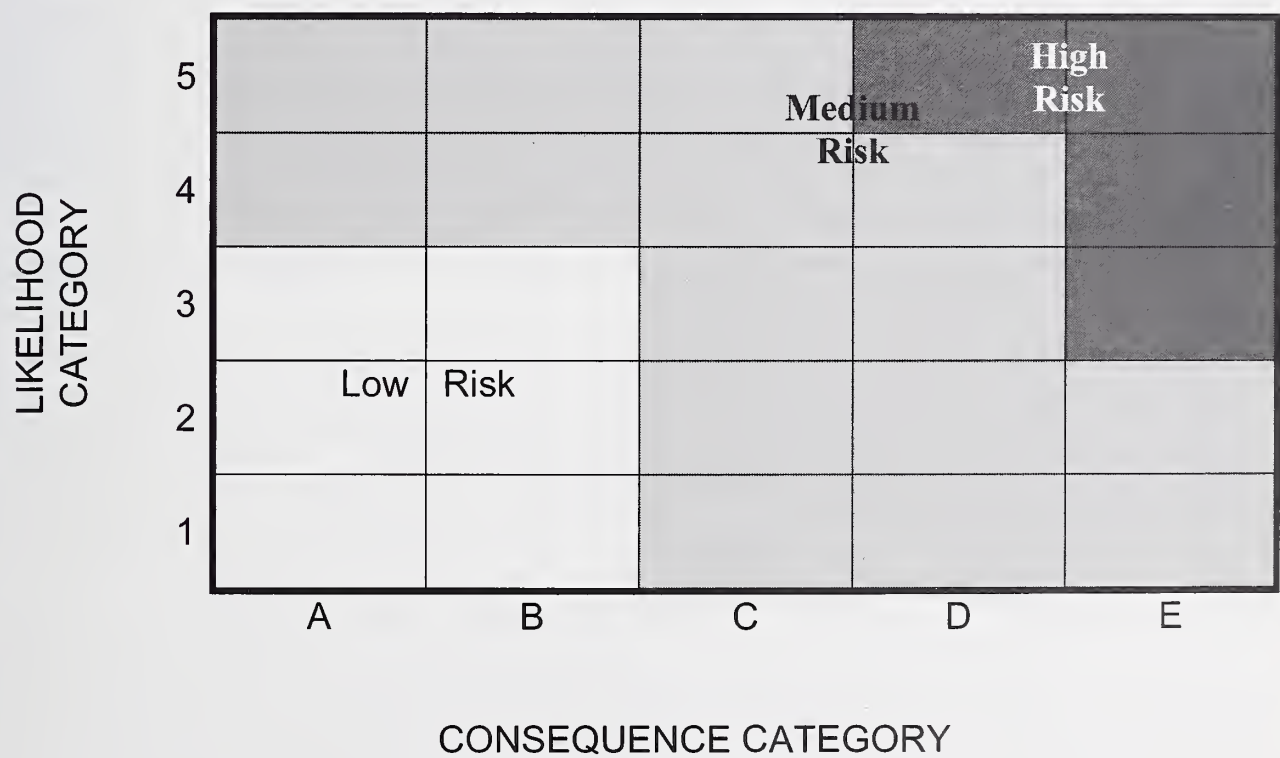 High
Risk
Medium
Risk
5
4
3
2
1
LIKELIHOOD
CATEGORY
Low Risk
A B C D E
CONSEQUENCE CATEGORY